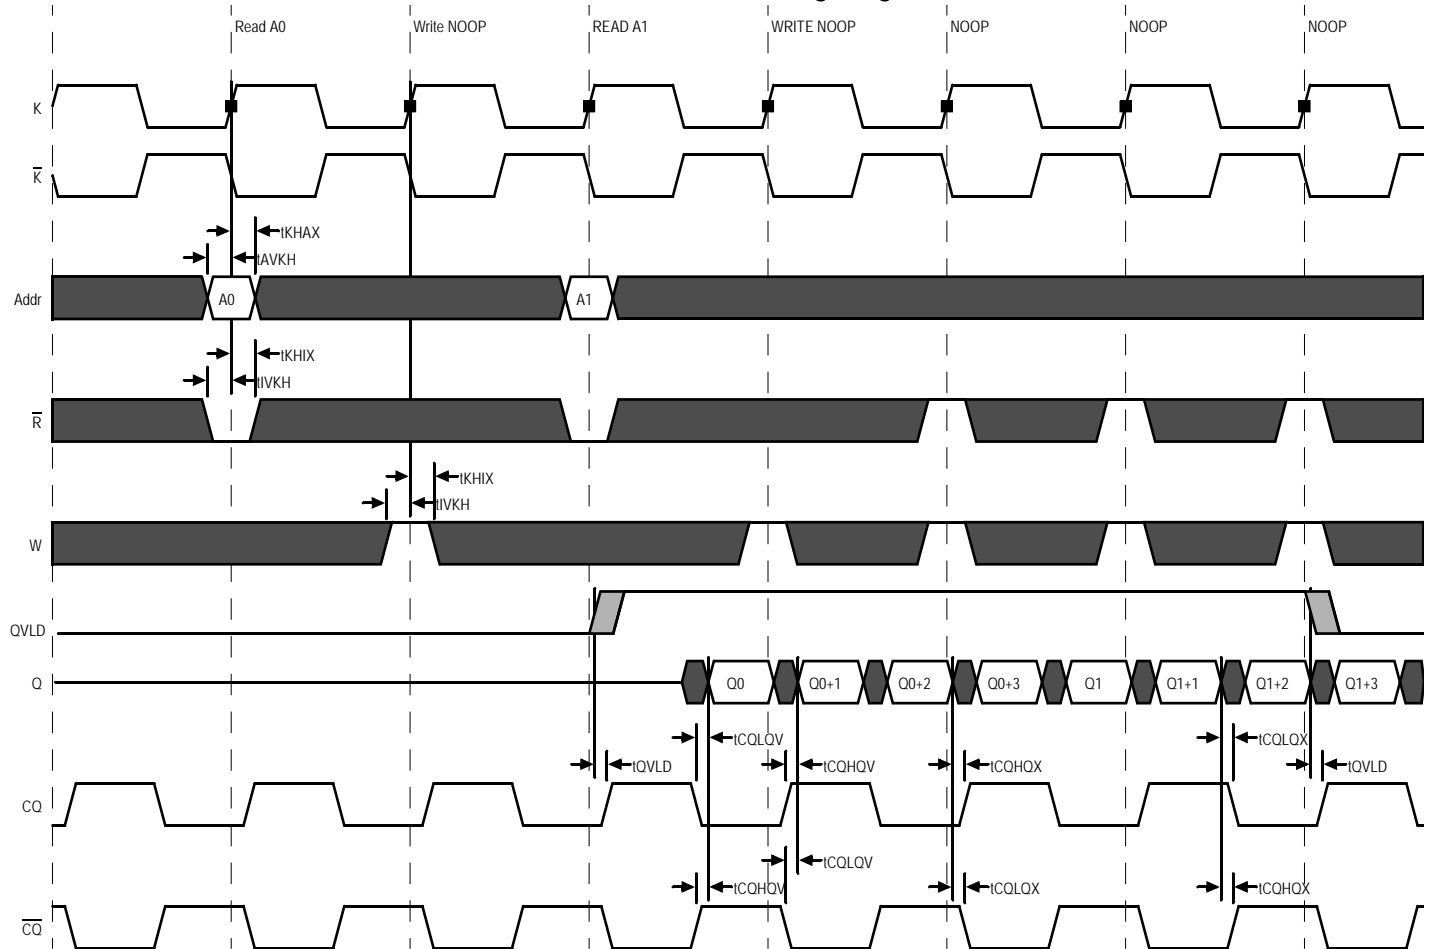 Read A0
Write NOOP
READ A1
WRITE NOOP
NOOP
NOOP
NOOP
K
K
tKHAX
tAVKH
Addr
A0
A1
tKHIX
tIVKH
R
tKHIX
tIVKH
W
QVLD
Q
Q0
Q0+1
Q0+2
Q0+3
Q1
Q1+1
Q1+2
Q1+3
tCQLQV
tCQLQX
tQVLD
tCQHQV
tCQHQX
tQVLD
CQ
tCQLQV
tCQHQV
tCQLQX
tCQHQX
CQ